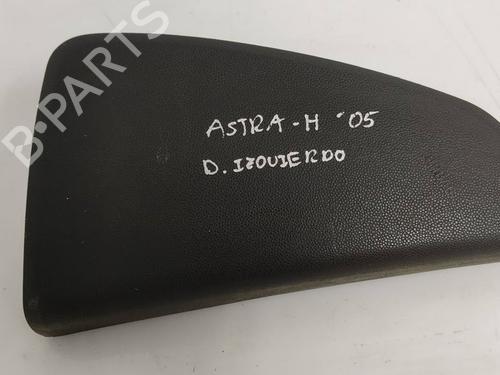 B-PARTS
ASTRA-H '05
D. IZQUIERDO